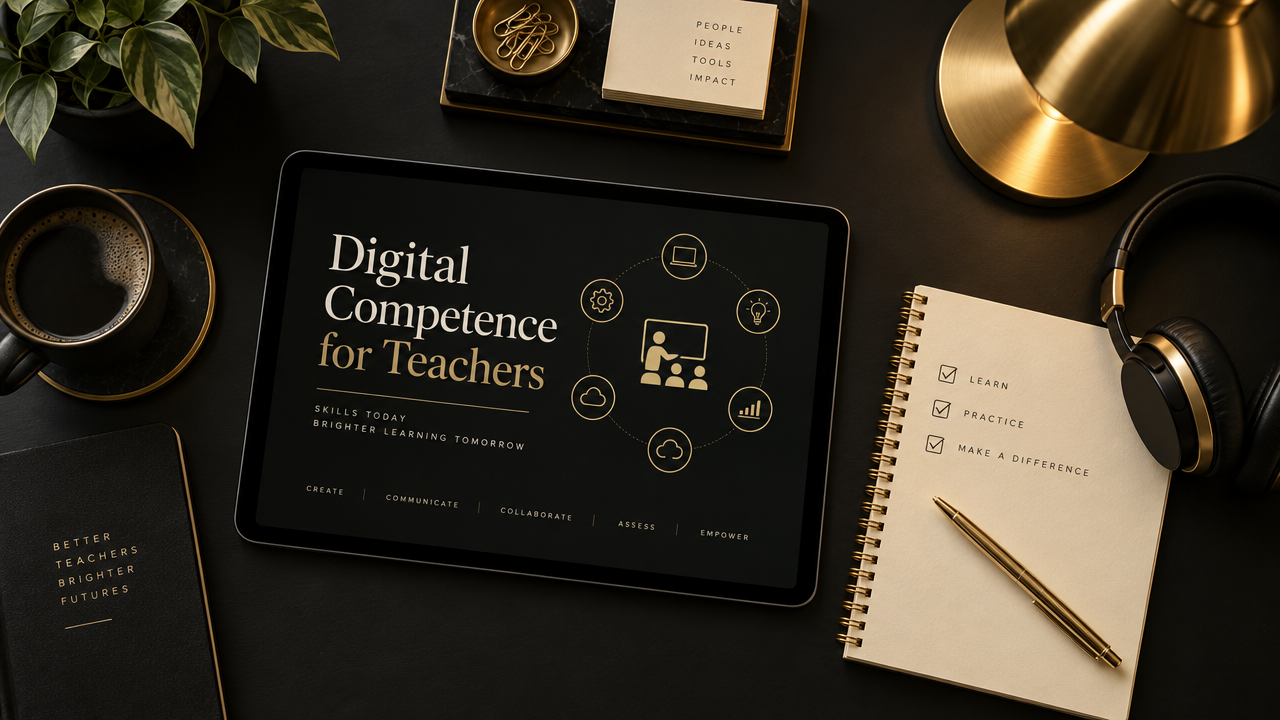 PEOPLE
IDEAS
TOOLS
IMPACT
Digital
Competence
for Teachers
SKILLS TODAY
BRIGHTER LEARNING TOMORROW
CREATE | COMMUNICATE | COLLABORATE | ASSESS | EMPOWER
LEARN
PRACTICE
MAKE A DIFFERENCE
BETTER
TEACHERS
BRIGHTER
FUTURES